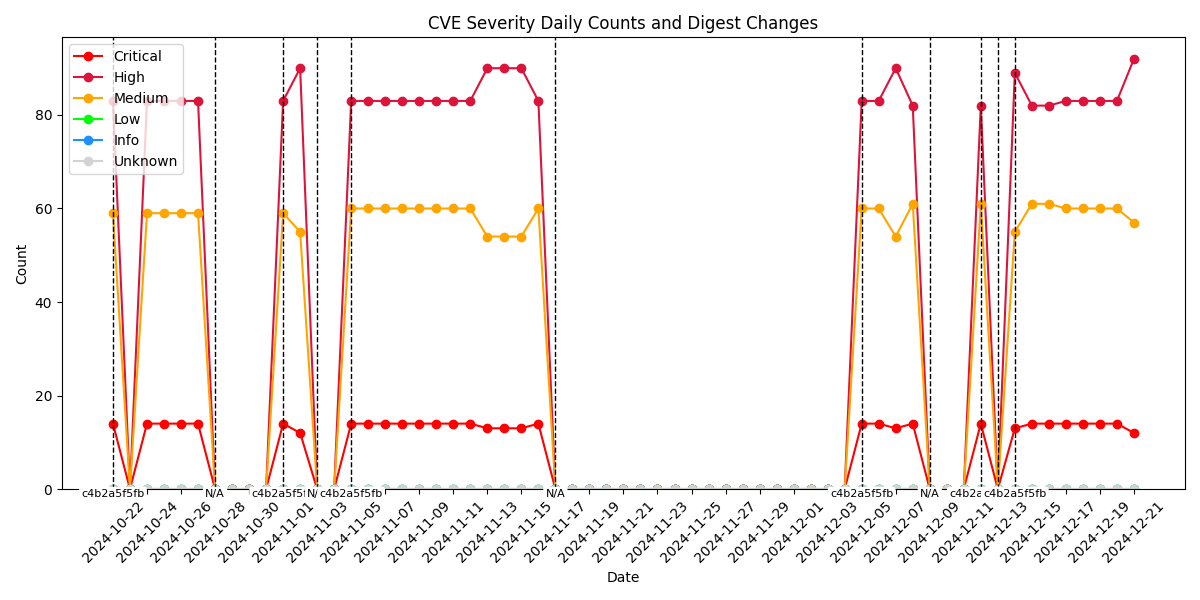 CVE Severity Daily Counts and Digest Changes
Critical
High
Medium
Low
Info
Unknown
Count
80
60
40
20
0
c4b2a5f5fb
N/A
c4b2a5f5f
N/
c4b2a5f5fb
N/A
c4b2a5f5fb
N/A
c4b2a
c4b2a5f5fb
2024-10-22
2024-10-24
2024-10-26
2024-10-28
2024-10-30
2024-11-01
2024-11-03
2024-11-05
2024-11-07
2024-11-09
2024-11-11
2024-11-13
2024-11-15
2024-11-17
2024-11-19
2024-11-21
2024-11-23
2024-11-25
2024-11-27
2024-11-29
2024-12-01
2024-12-03
2024-12-05
2024-12-07
2024-12-09
2024-12-11
2024-12-13
2024-12-15
2024-12-17
2024-12-19
2024-12-21
Date